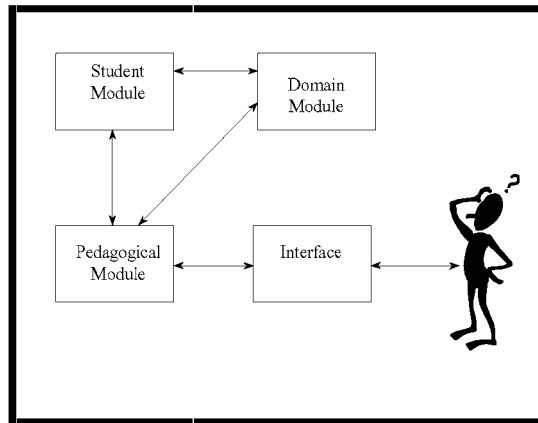 Student
Module
Domain
Module
Pedagogical
Module
Interface
?